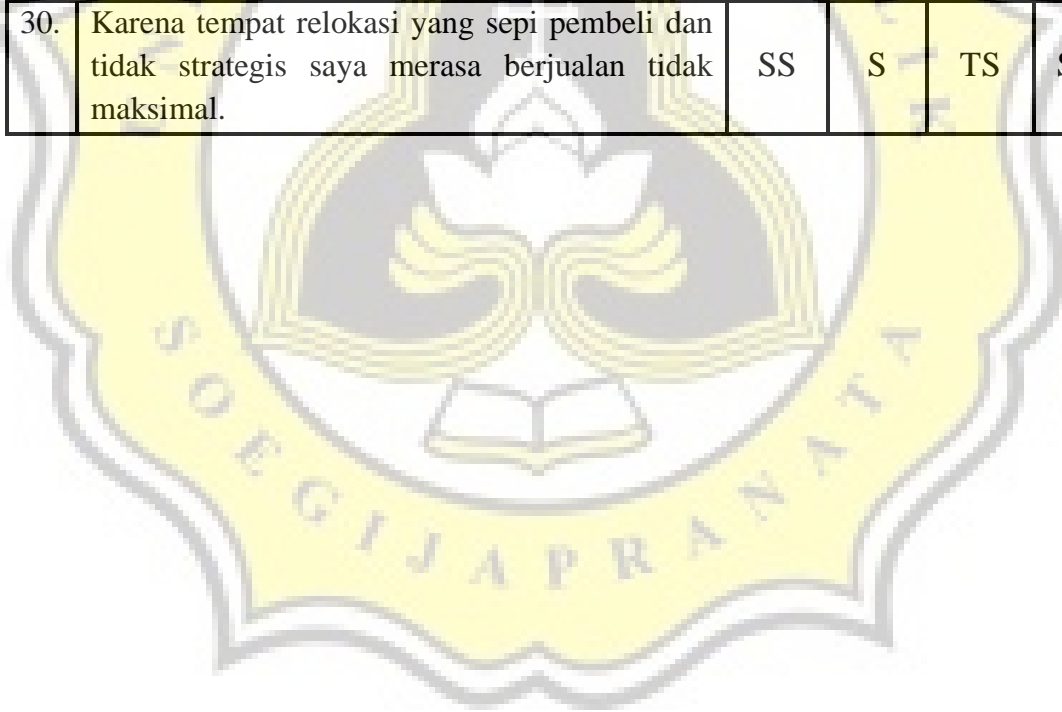 30. Karena tempat relokasi yang sepi pembeli dan
tidak strategis saya merasa berjualan tidak
maksimal.
SS S TS
SOEGIJAPRANATA